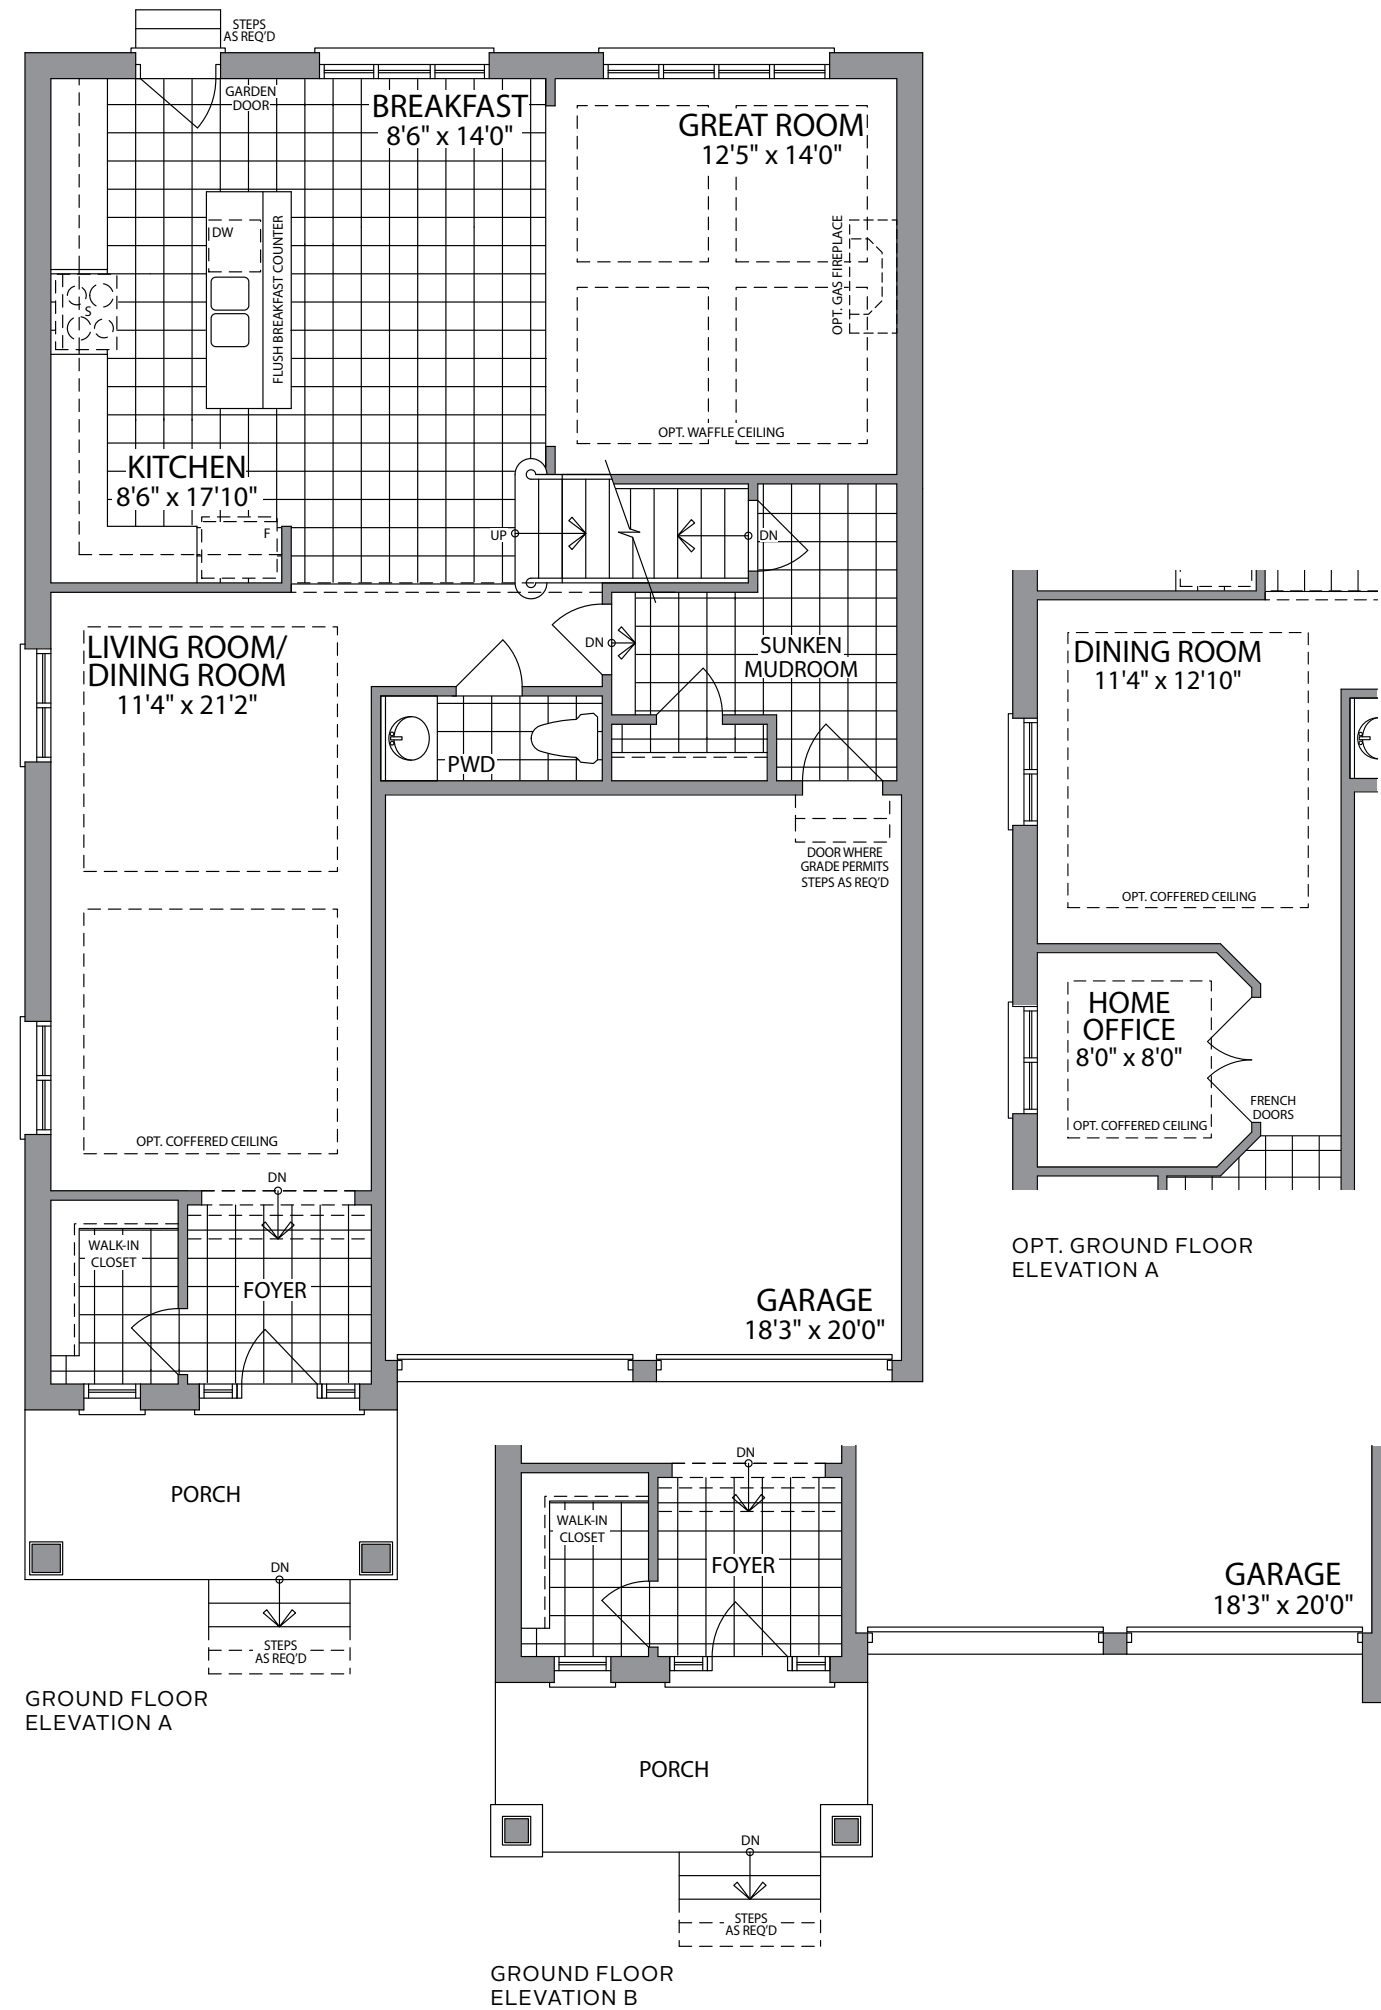 STEPS
AS REQ'D
GARDEN
DOOR
BREAKFAST
8'6" x 14'0"
GREAT ROOM
12'5" x 14'0"
DW
FLUSH BREAKFAST COUNTER
S
OPT. GAS FIREPLACE
OPT. WAFFLE CEILING
KITCHEN
8'6" x 17'10"
F
UP
DN
LIVING ROOM/
DINING ROOM
11'4" x 21'2"
DN
SUNKEN
MUDROOM
PWD
DOOR WHERE
GRADE PERMITS
STEPS AS REQ'D
OPT. COFFERED CEILING
DN
WALK-IN
CLOSET
FOYER
GARAGE
18'3" x 20'0"
PORCH
DN
STEPS
AS REQ'D
GROUND FLOOR
ELEVATION A
DINING ROOM
11'4" x 12'10"
OPT. COFFERED CEILING
HOME
OFFICE
8'0" x 8'0"
OPT. COFFERED CEILING
FRENCH
DOORS
OPT. GROUND FLOOR
ELEVATION A
DN
WALK-IN
CLOSET
FOYER
GARAGE
18'3" x 20'0"
PORCH
DN
STEPS
AS REQ'D
GROUND FLOOR
ELEVATION B